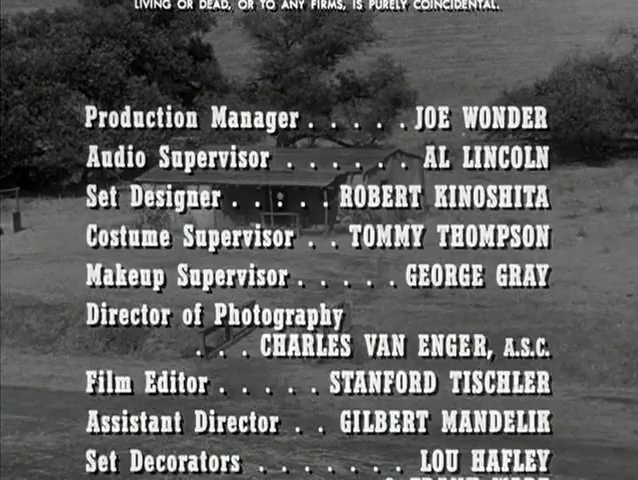 LIVING OR DEAD, OR TO ANY FIRMS, IS PURELY COINCIDENTAL.
Production Manager . . . . . JOE WONDER
Audio Supervisor . . . . . . AL LINCOLN
Set Designer . . . . . ROBERT KINOSHITA
Costume Supervisor . . TOMMY THOMPSON
Makeup Supervisor . . . . . GEORGE GRAY
Director of Photography
. . . CHARLES VAN ENGER, A.S.C.
Film Editor . . . . . STANFORD TISCHLER
Assistant Director . . GILBERT MANDELIK
Set Decorators . . . . . . . LOU HAFLEY